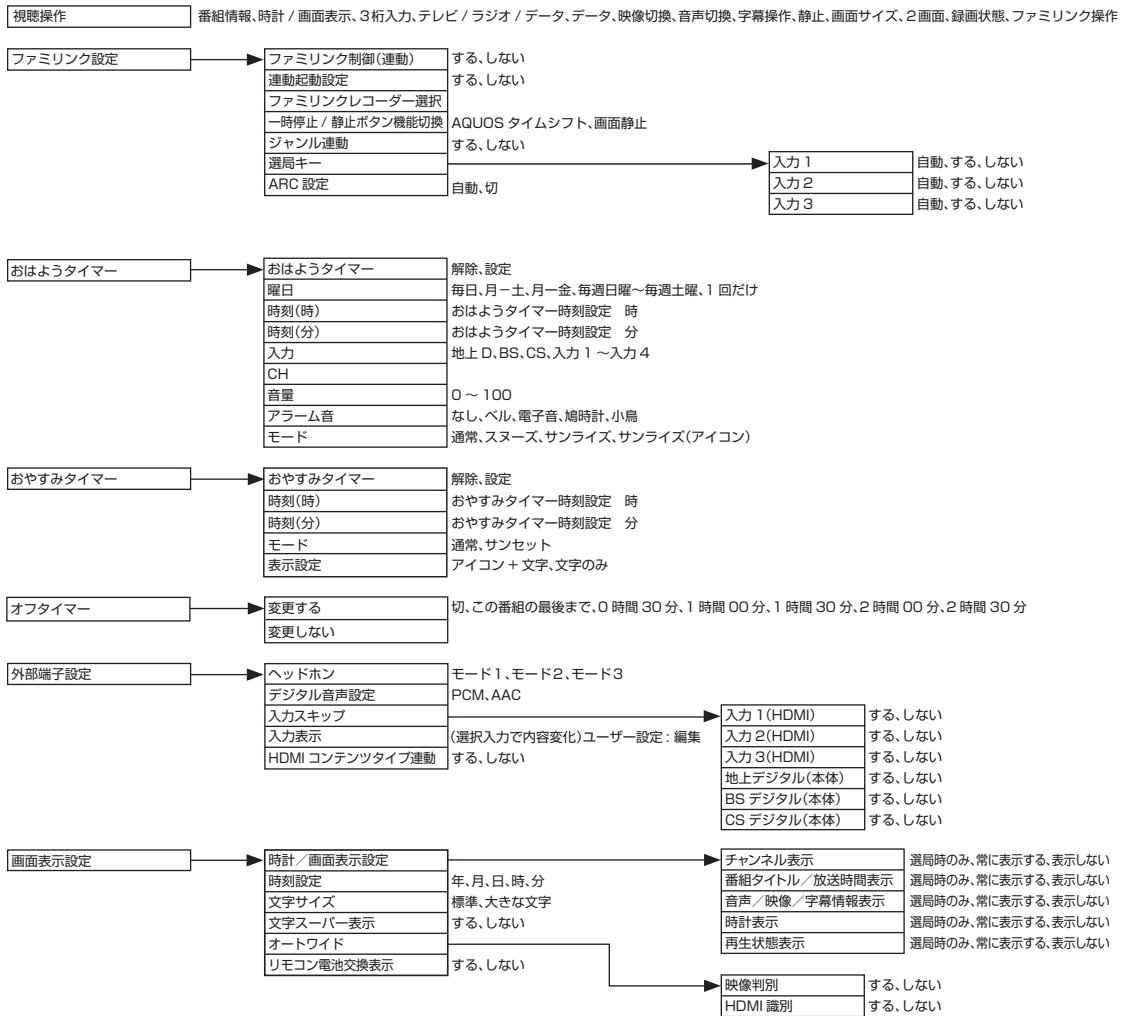 視聴操作 番組情報、時計 / 画面表示、3桁入力、テレビ / ラジオ / データ、データ、映像切換、音声切換、字幕操作、静止、画面サイズ、2画面、録画状態、ファミリンク操作
ファミリンク設定 ファミリンク制御(連動) する、しない
連動起動設定 する、しない
ファミリンクレコーダー選択
一時停止 / 静止ボタン機能切換 AQUOS タイムシフト、画面静止
ジャンル連動 する、しない
選局キー 入力 1 自動、する、しない
ARC 設定 自動、切 入力 2 自動、する、しない
入力 3 自動、する、しない
おはようタイマー おはようタイマー 解除、設定
曜日 毎日、月－土、月－金、毎週日曜～毎週土曜、1 回だけ
時刻(時) おはようタイマー時刻設定　時
時刻(分) おはようタイマー時刻設定　分
入力 地上 D、BS、CS、入力 1 ～入力 4
CH
音量 0 ～ 100
アラーム音 なし、ベル、電子音、鳩時計、小鳥
モード 通常、スヌーズ、サンライズ、サンライズ(アイコン)
おやすみタイマー おやすみタイマー 解除、設定
時刻(時) おやすみタイマー時刻設定　時
時刻(分) おやすみタイマー時刻設定　分
モード 通常、サンセット
表示設定 アイコン + 文字、文字のみ
オフタイマー 変更する 切、この番組の最後まで、0 時間 30 分、1 時間 00 分、1 時間 30 分、2 時間 00 分、2 時間 30 分
変更しない
外部端子設定 ヘッドホン モード1、モード2、モード3
デジタル音声設定 PCM、AAC
入力スキップ 入力 1(HDMI) する、しない
入力表示 (選択入力で内容変化)ユーザー設定 : 編集 入力 2(HDMI) する、しない
HDMI コンテンツタイプ連動 する、しない 入力 3(HDMI) する、しない
地上デジタル(本体) する、しない
BS デジタル(本体) する、しない
CS デジタル(本体) する、しない
画面表示設定 時計／画面表示設定 チャンネル表示 選局時のみ、常に表示する、表示しない
時刻設定 年、月、日、時、分 番組タイトル／放送時間表示 選局時のみ、常に表示する、表示しない
文字サイズ 標準、大きな文字 音声／映像／字幕情報表示 選局時のみ、常に表示する、表示しない
文字スーパー表示 する、しない 時計表示 選局時のみ、常に表示する、表示しない
オートワイド 再生状態表示 選局時のみ、常に表示する、表示しない
リモコン電池交換表示 する、しない
映像判別 する、しない
HDMI 識別 する、しない